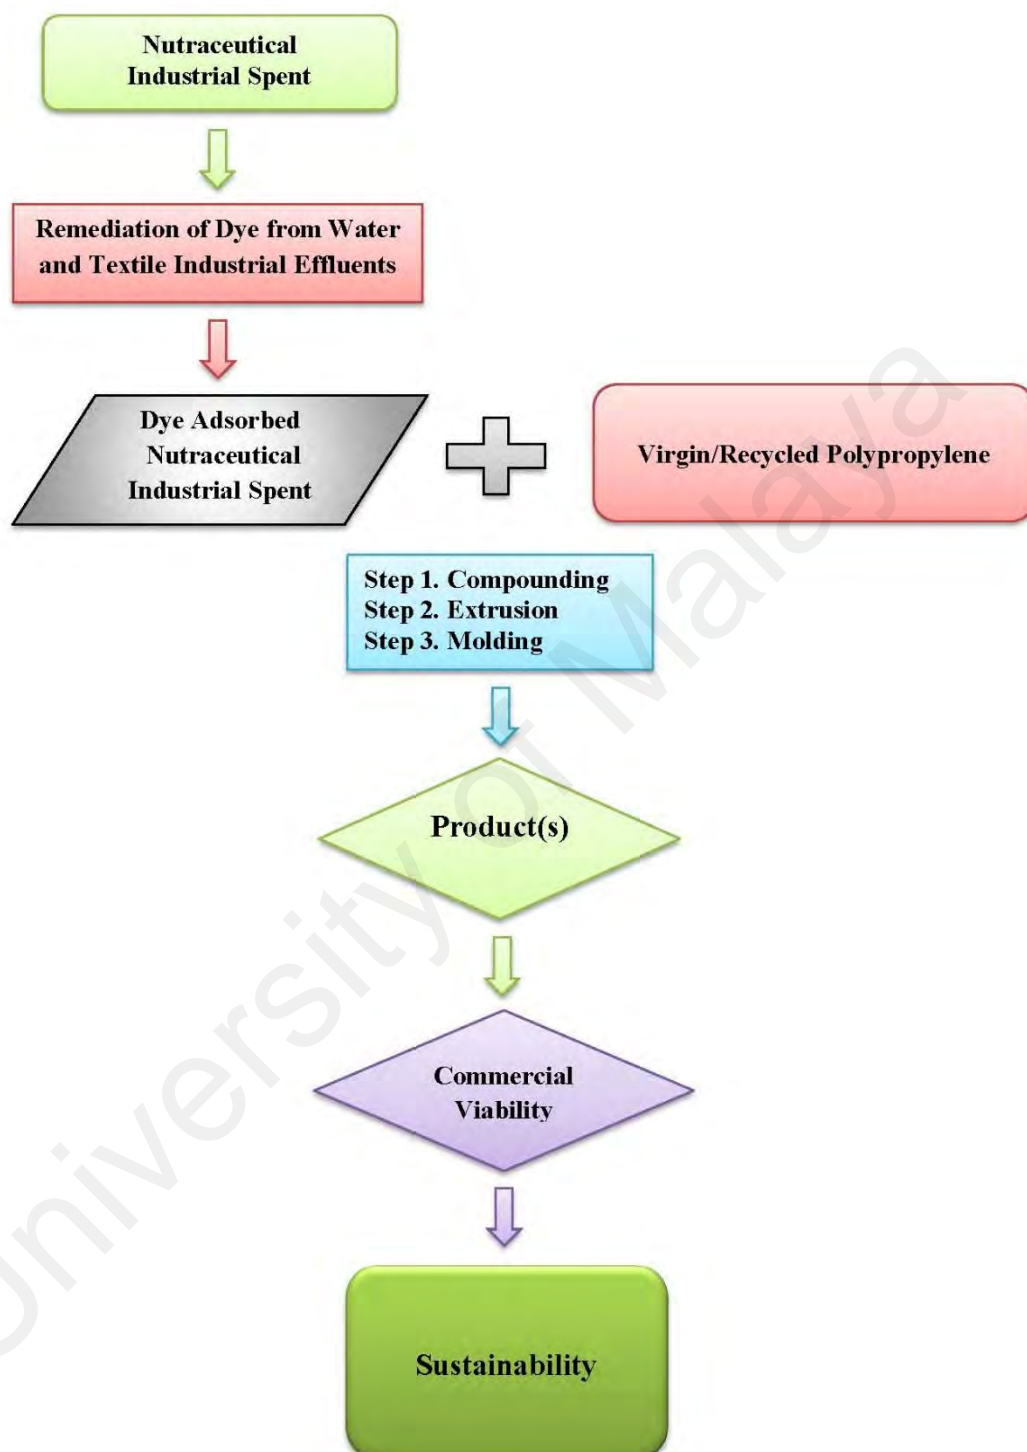 Nutraceutical
Industrial Spent
Remediation of Dye from Water
and Textile Industrial Effluents
Dye Adsorbed
Nutraceutical
Industrial Spent
Virgin/Recycled Polypropylene
Step 1. Compounding
Step 2. Extrusion
Step 3. Molding
Product(s)
Commercial
Viability
Sustainability
University of Malaya